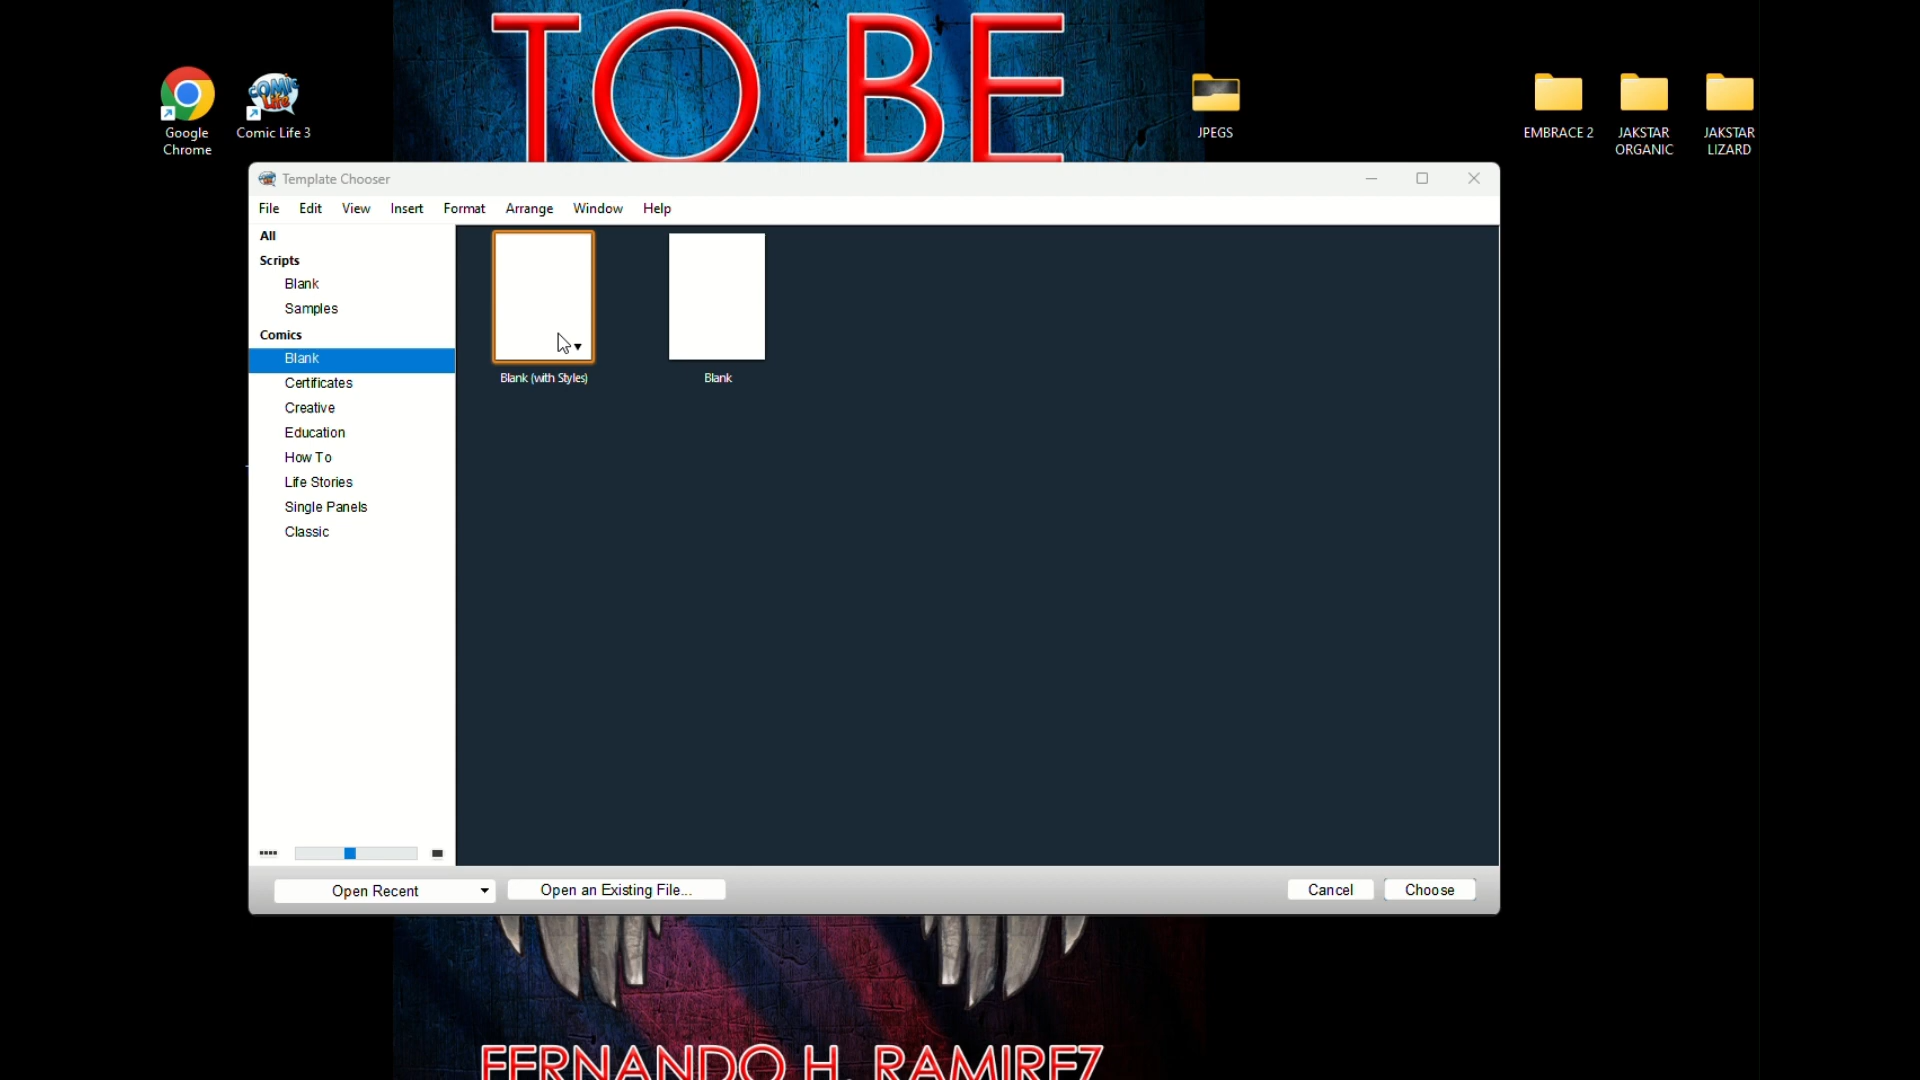 TO BE
Google
Chrome
COMIC
Life
Comic Life 3
JPEGS
EMBRACE 2
JAKSTAR
ORGANIC
JAKSTAR
LIZARD
Template Chooser
File Edit View Insert Format Arrange Window Help
All
Scripts
Blank
Samples
Comics
Blank
Certificates
Creative
Education
How To
Life Stories
Single Panels
Classic
Blank (with Styles)
Blank
Open Recent
Open an Existing File...
Cancel
Choose
FERNANDO H. RAMIREZ